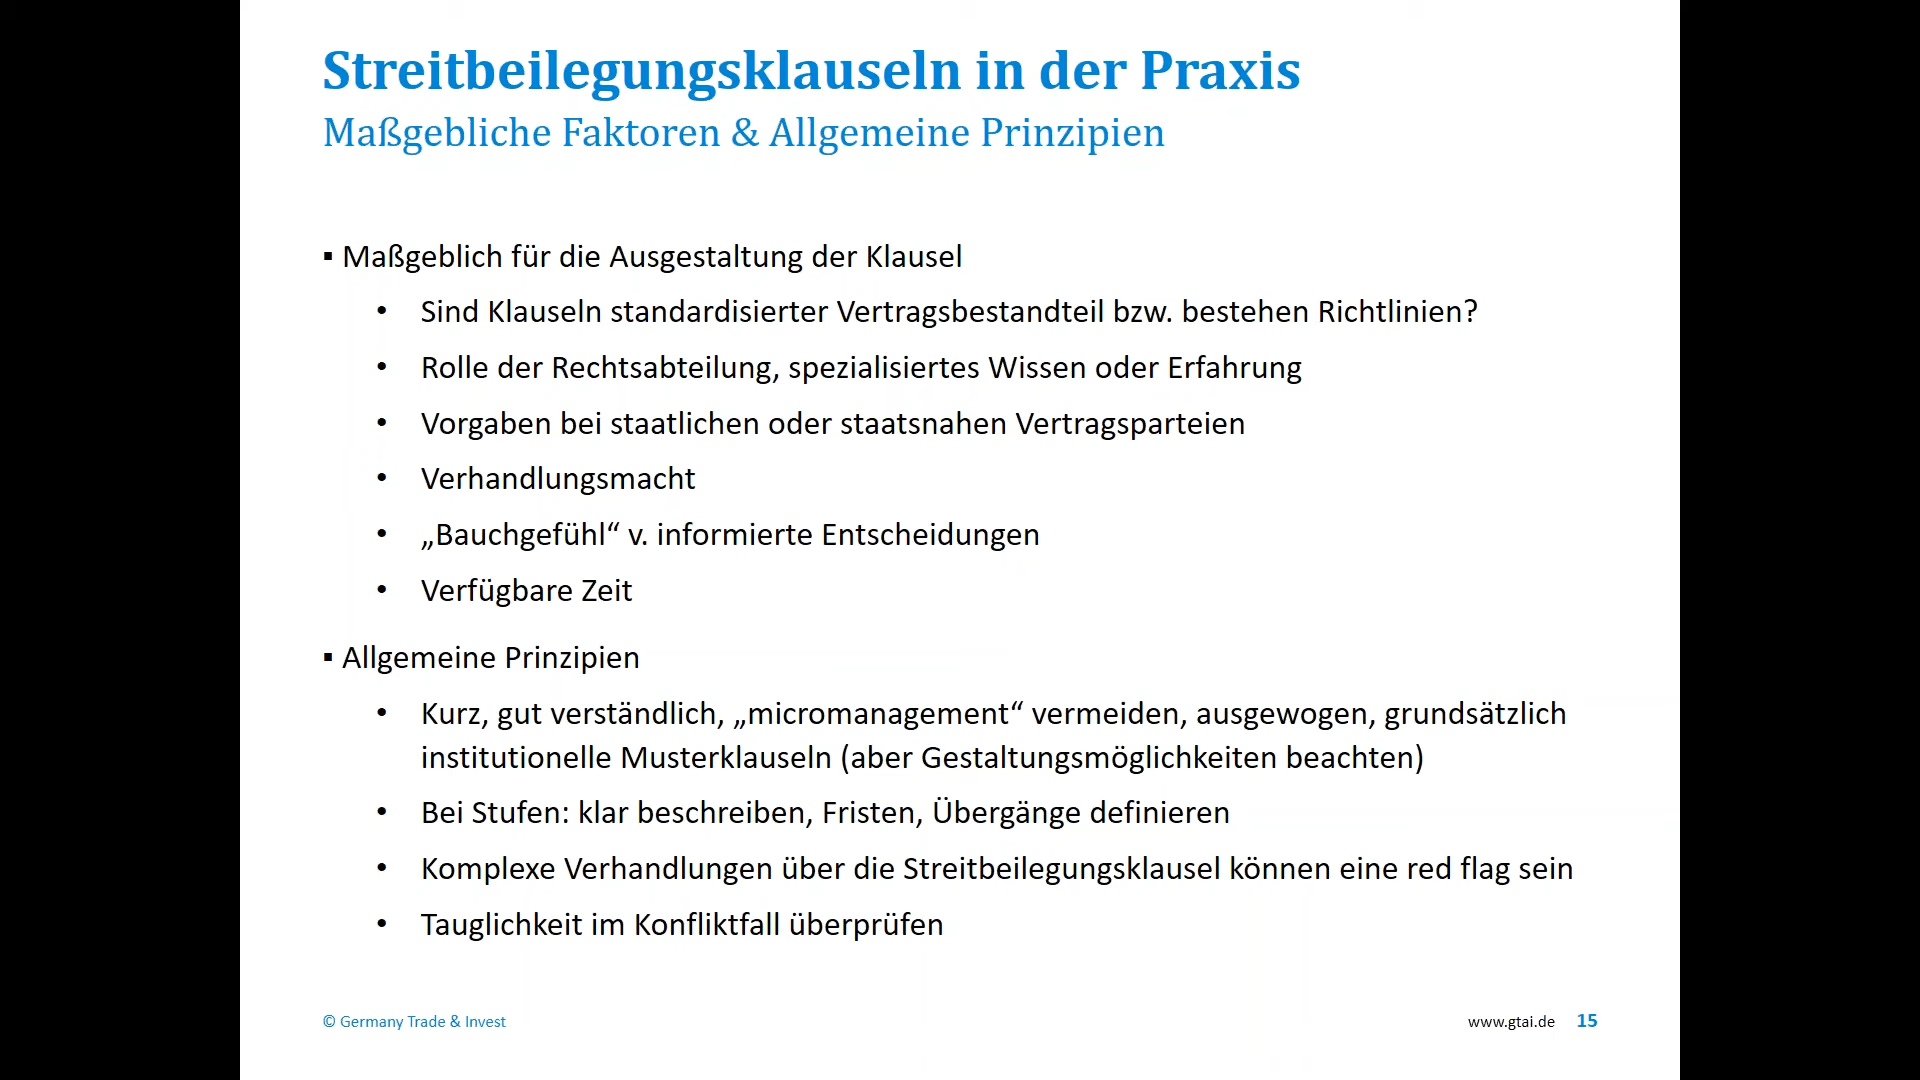 Streitbeilegungsklauseln in der Praxis
Maßgebliche Faktoren & Allgemeine Prinzipien
▪ Maßgeblich für die Ausgestaltung der Klausel
• Sind Klauseln standardisierter Vertragsbestandteil bzw. bestehen Richtlinien?
• Rolle der Rechtsabteilung, spezialisiertes Wissen oder Erfahrung
• Vorgaben bei staatlichen oder staatsnahen Vertragsparteien
• Verhandlungsmacht
• „Bauchgefühl“ v. informierte Entscheidungen
• Verfügbare Zeit
▪ Allgemeine Prinzipien
• Kurz, gut verständlich, „micromanagement“ vermeiden, ausgewogen, grundsätzlich
institutionelle Musterklauseln (aber Gestaltungsmöglichkeiten beachten)
• Bei Stufen: klar beschreiben, Fristen, Übergänge definieren
• Komplexe Verhandlungen über die Streitbeilegungsklausel können eine red flag sein
• Tauglichkeit im Konfliktfall überprüfen
© Germany Trade & Invest
www.gtai.de 15